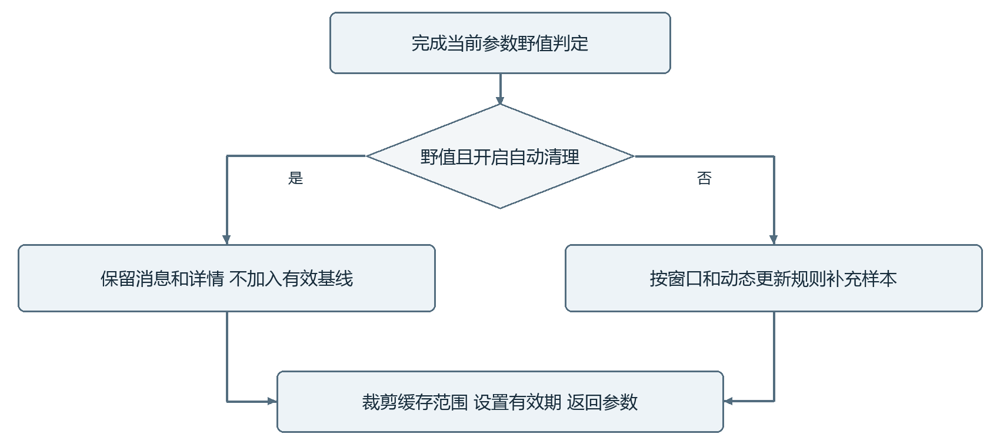 完成当前参数野值判定
野值且开启自动清理
是
否
保留消息和详情 不加入有效基线
按窗口和动态更新规则补充样本
裁剪缓存范围 设置有效期 返回参数